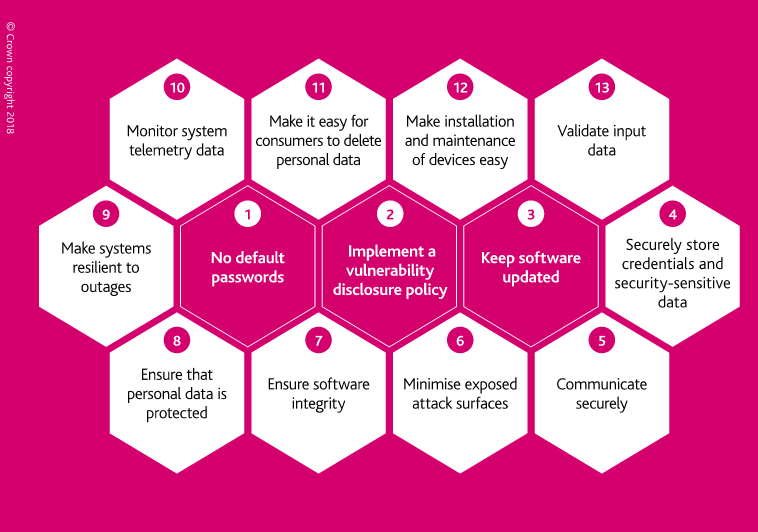 © Crown copyright 2018
10
Monitor system
telemetry data
11
Make it easy for
consumers to delete
personal data
12
Make installation
and maintenance
of devices easy
13
Validate input
data
9
Make systems
resilient to
outages
1
No default
passwords
2
Implement a
vulnerability
disclosure policy
3
Keep software
updated
4
Securely store
credentials and
security-sensitive
data
8
Ensure that
personal data is
protected
7
Ensure software
integrity
6
Minimise exposed
attack surfaces
5
Communicate
securely